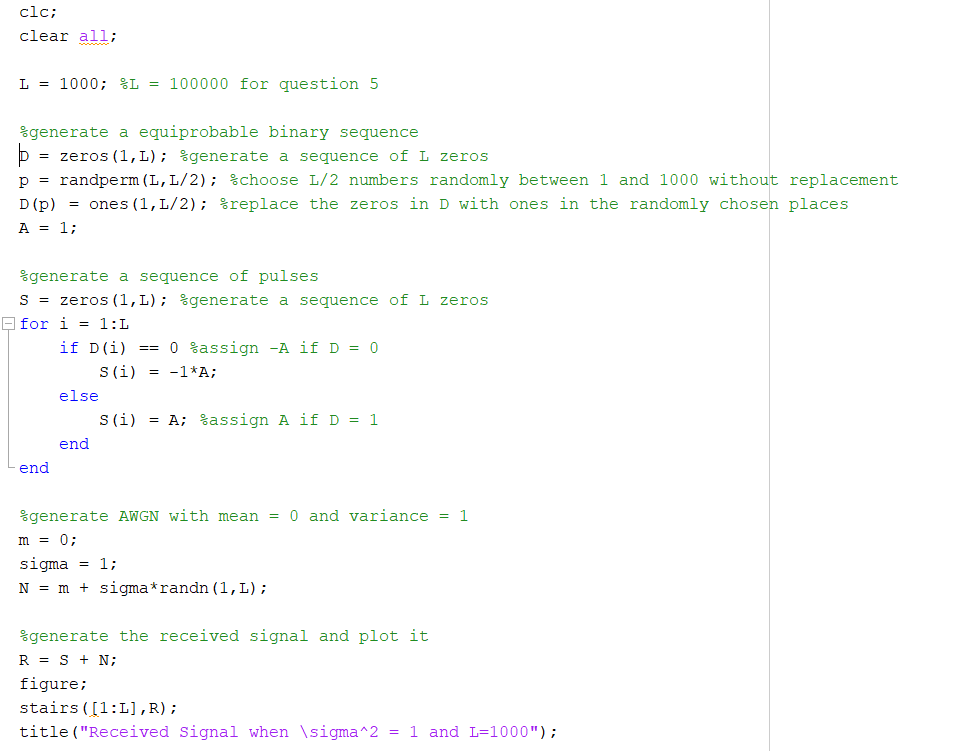 clc;
clear all;
L = 1000; %L = 100000 for question 5
%generate a equiprobable binary sequence
D = zeros(1,L); %generate a sequence of L zeros
p = randperm(L,L/2); %choose L/2 numbers randomly between 1 and 1000 without replacement
D(p) = ones(1,L/2); %replace the zeros in D with ones in the randomly chosen places
A = 1;
%generate a sequence of pulses
S = zeros(1,L); %generate a sequence of L zeros
for i = 1:L
if D(i) == 0 %assign -A if D = 0
S(i) = -1*A;
else
S(i) = A; %assign A if D = 1
end
end
%generate AWGN with mean = 0 and variance = 1
m = 0;
sigma = 1;
N = m + sigma*randn(1,L);
%generate the received signal and plot it
R = S + N;
figure;
stairs([1:L],R);
title("Received Signal when \sigma^2 = 1 and L=1000");